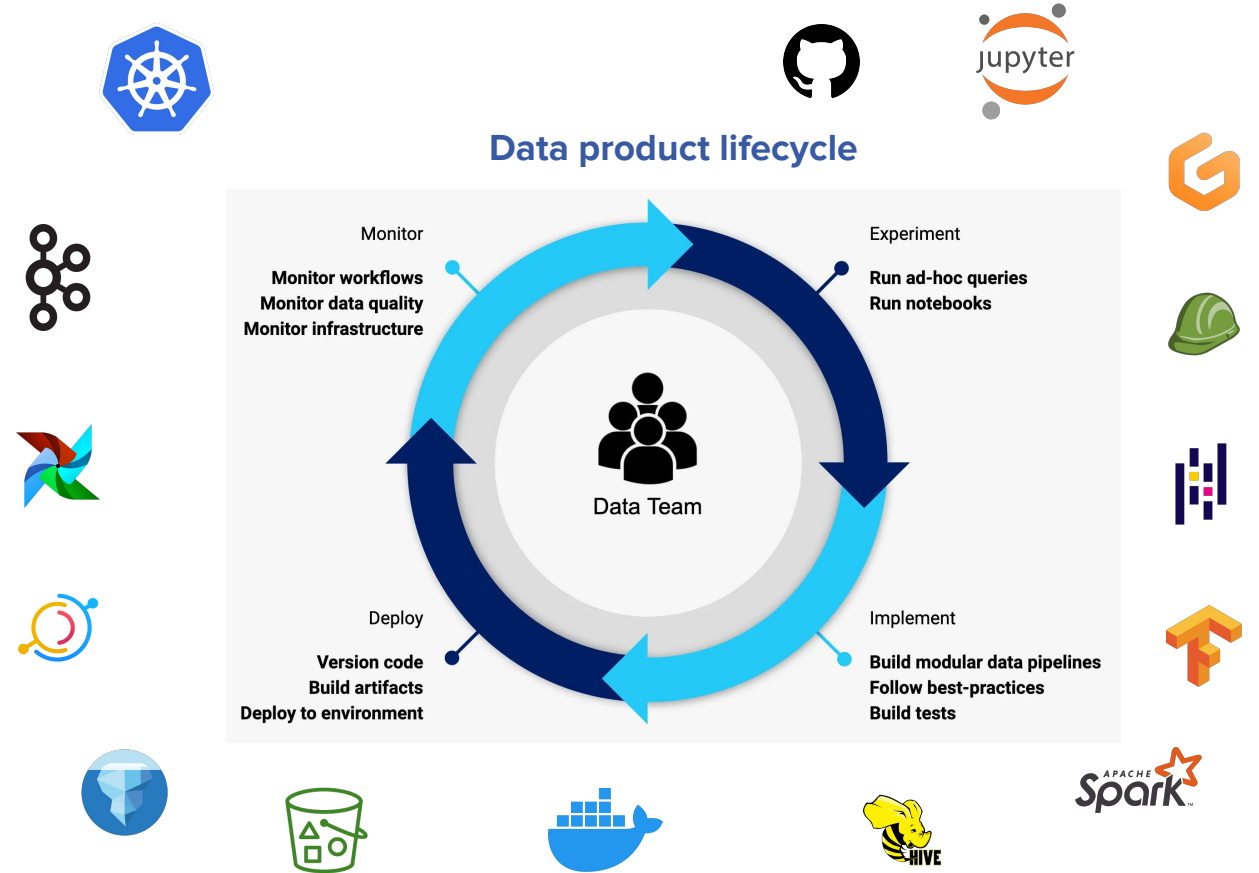 jupyter
Data product lifecycle
Monitor
Monitor workflows
Monitor data quality
Monitor infrastructure
Experiment
Run ad-hoc queries
Run notebooks
Data Team
Deploy
Version code
Build artifacts
Deploy to environment
Implement
Build modular data pipelines
Follow best-practices
Build tests
APACHE
Spark™
HIVE